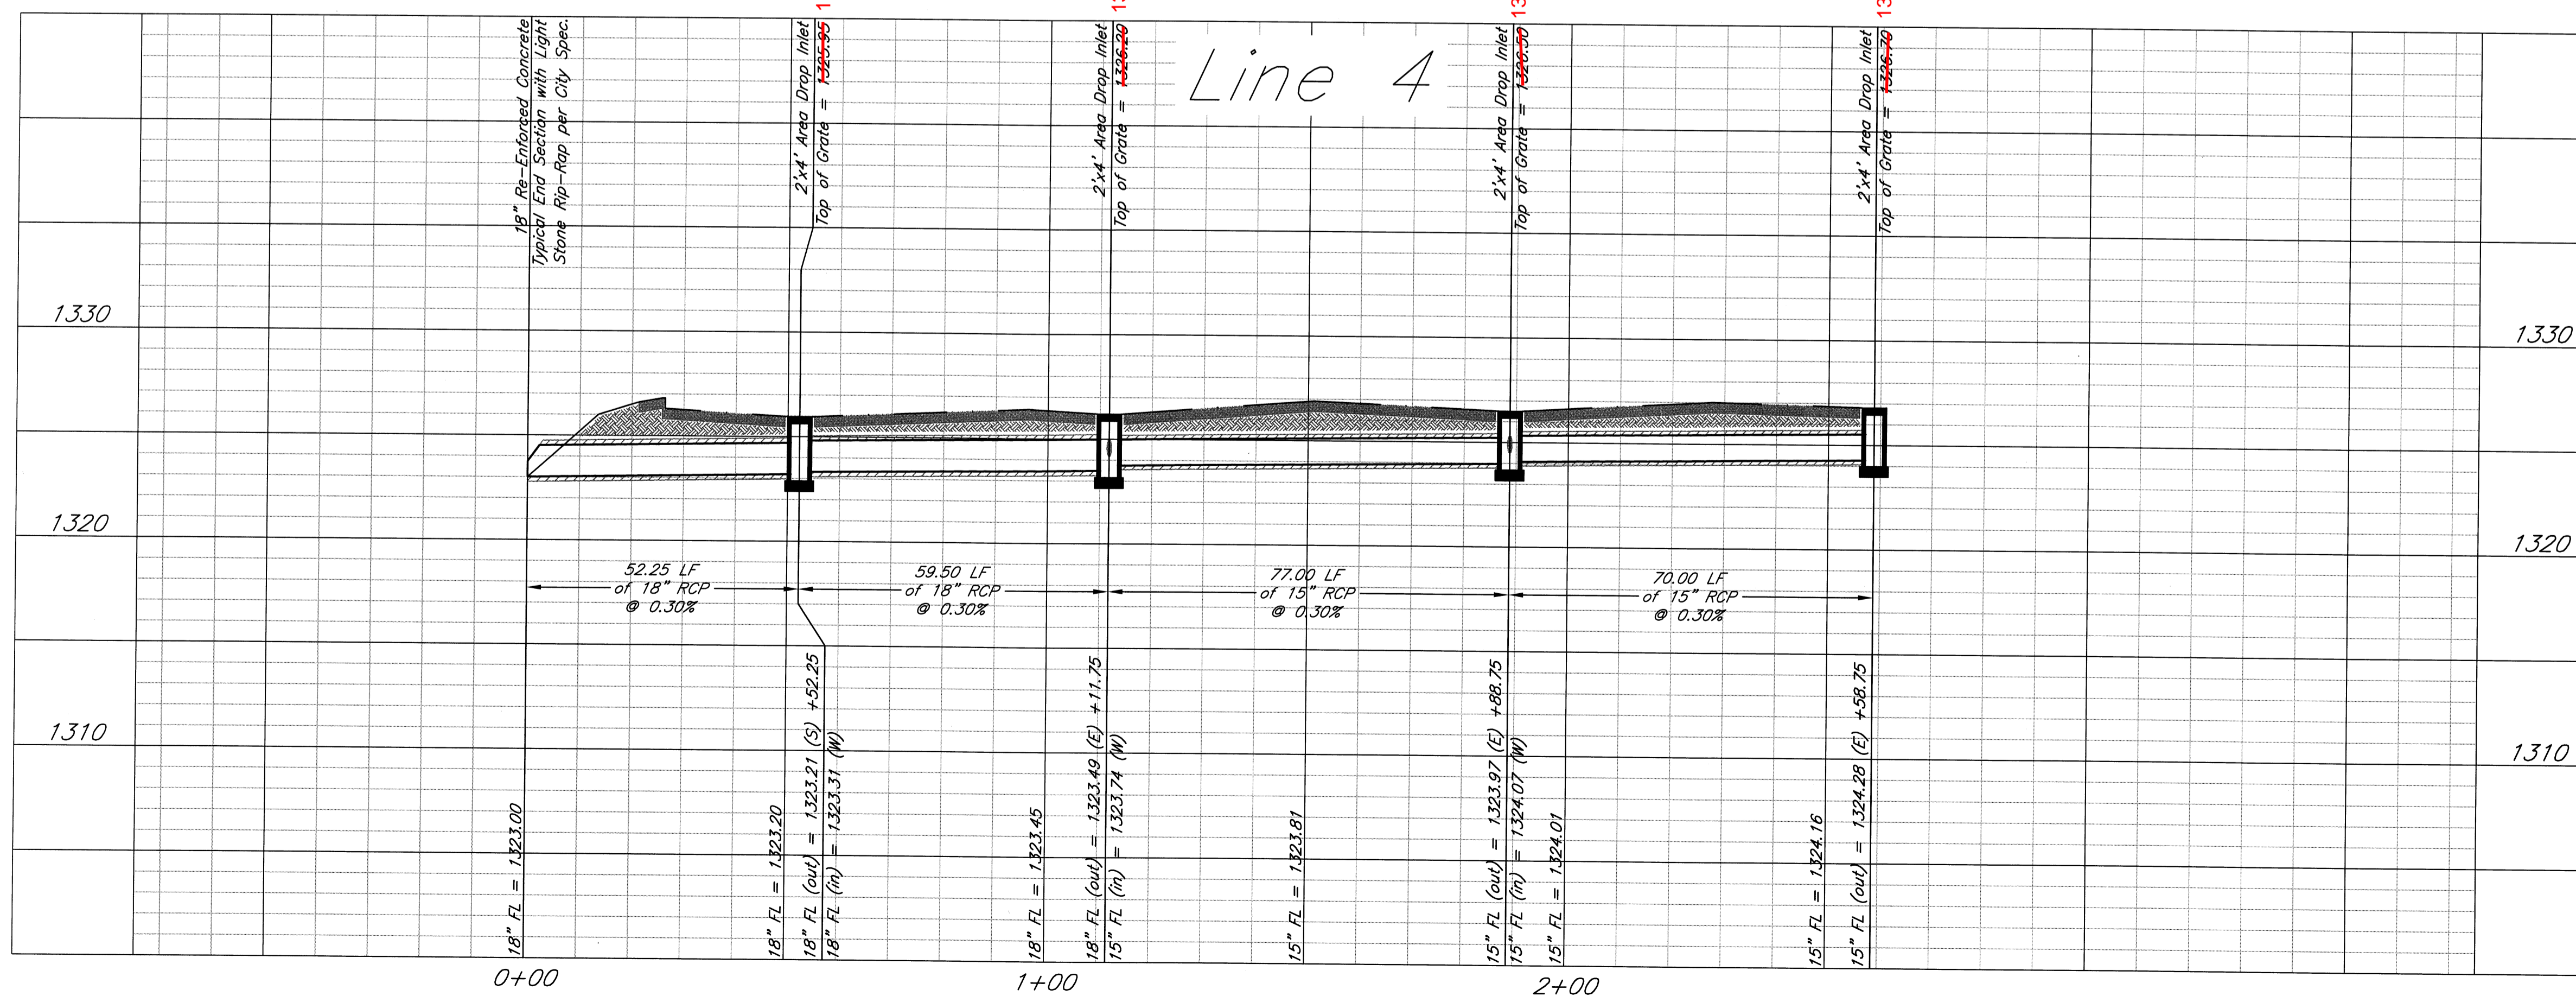 Line 4
18" Re-Enforced Concrete
Typical End Section with Light
Stone Rip-Rap per City Spec.
2'x4' Area Drop Inlet
Top of Grate = 1325.95
2'x4' Area Drop Inlet
Top of Grate = 1326.20
2'x4' Area Drop Inlet
Top of Grate = 1326.50
2'x4' Area Drop Inlet
Top of Grate = 1326.70
1330
1330
1320
1320
52.25 LF
of 18" RCP
@ 0.30%
59.50 LF
of 18" RCP
@ 0.30%
77.00 LF
of 15" RCP
@ 0.30%
70.00 LF
of 15" RCP
@ 0.30%
1310
1310
18" FL = 1323.00
18" FL = 1323.20
18" FL (out) = 1323.21 (S) +52.25
18" FL (in) = 1323.31 (W)
18" FL = 1323.45
18" FL (out) = 1323.49 (E) +11.75
15" FL (in) = 1323.74 (W)
15" FL = 1323.81
15" FL (out) = 1323.97 (E) +88.75
15" FL (in) = 1324.07 (W)
15" FL = 1324.01
15" FL = 1324.16
15" FL (out) = 1324.28 (E) +58.75
0+00
1+00
2+00